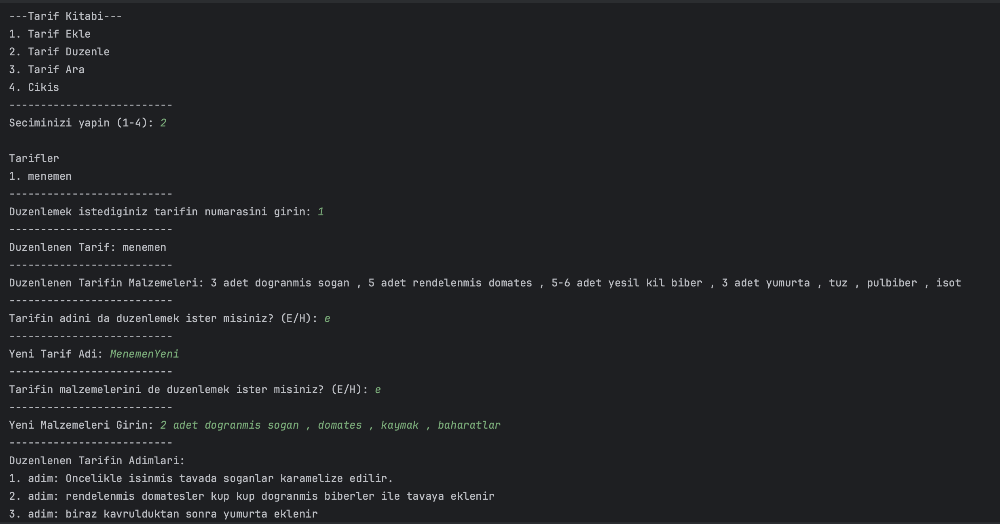 ---Tarif Kitabi---
1. Tarif Ekle
2. Tarif Duzenle
3. Tarif Ara
4. Cikis
--------------------------
Seciminizi yapin (1-4): 2
Tarifler
1. menemen
--------------------------
Duzenlemek istediginiz tarifin numarasini girin: 1
--------------------------
Duzenlenen Tarif: menemen
--------------------------
Duzenlenen Tarifin Malzemeleri: 3 adet dogranmis sogan , 5 adet rendelenmis domates , 5-6 adet yesil kil biber , 3 adet yumurta , tuz , pulbiber , isot
--------------------------
Tarifin adini da duzenlemek ister misiniz? (E/H): e
--------------------------
Yeni Tarif Adi: MenemenYeni
--------------------------
Tarifin malzemelerini de duzenlemek ister misiniz? (E/H): e
--------------------------
Yeni Malzemeleri Girin: 2 adet dogranmis sogan , domates , kaymak , baharatlar
--------------------------
Duzenlenen Tarifin Adimlari:
1. adim: Oncelikle isinmis tavada soganlar karamelize edilir.
2. adim: rendelenmis domatesler kup kup dogranmis biberler ile tavaya eklenir
3. adim: biraz kavrulduktan sonra yumurta eklenir